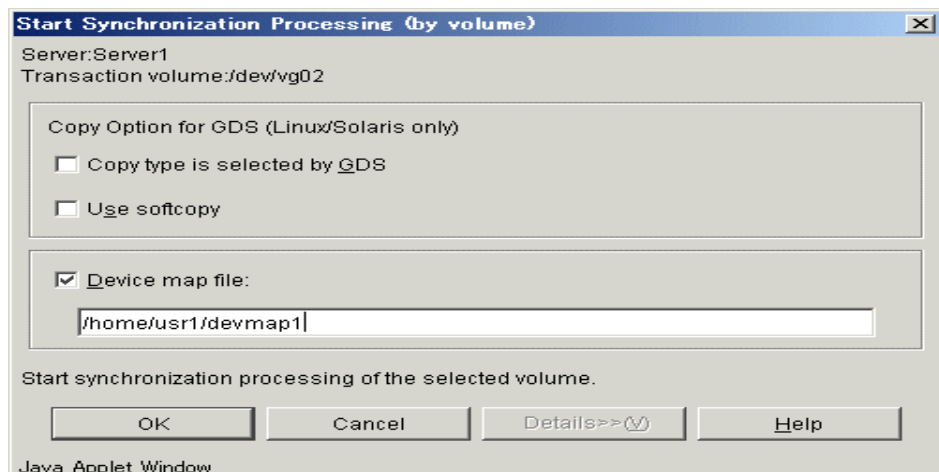 Start Synchronization Processing (by volume)
Server:Server1
Transaction volume:/dev/vg02
Copy Option for GDS (Linux/Solaris only)
Copy type is selected by GDS
Use softcopy
Device map file:
/home/usr1/devmap1
Start synchronization processing of the selected volume.
OK Cancel Details>>(V) Help
Java Applet Window